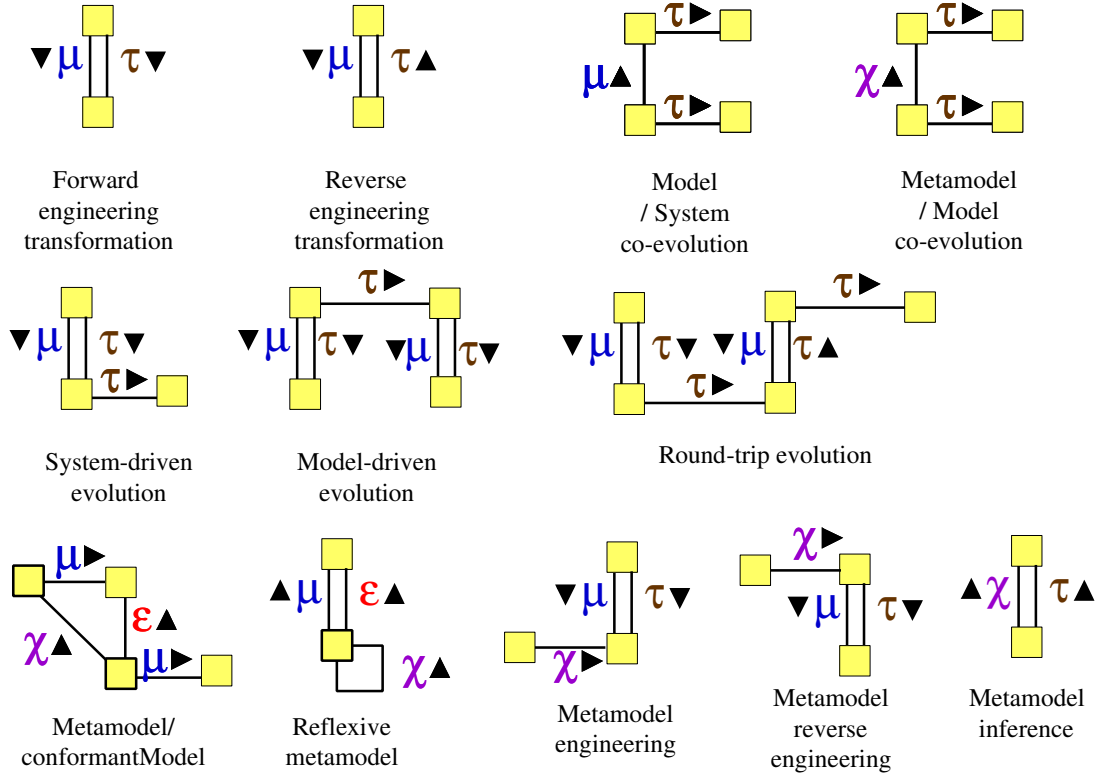 ▼μ τ▼
▼μ τ▲
τ►
μ▲
τ►
τ►
χ▲
τ►
Forward
engineering
transformation
Reverse
engineering
transformation
Model
/ System
co-evolution
Metamodel
/ Model
co-evolution
▼μ τ▼
τ►
τ►
▼μ τ▼
▼μ τ▼
τ►
▼μ τ▼
▼μ τ▲
τ►
System-driven
evolution
Model-driven
evolution
Round-trip evolution
μ►
ε▲
χ▲
μ►
▲μ ε▲
χ▲
▼μ τ▼
χ►
χ►
▼μ τ▼
▲χ τ▲
Metamodel/
conformantModel
Reflexive
metamodel
Metamodel
engineering
Metamodel
reverse
engineering
Metamodel
inference